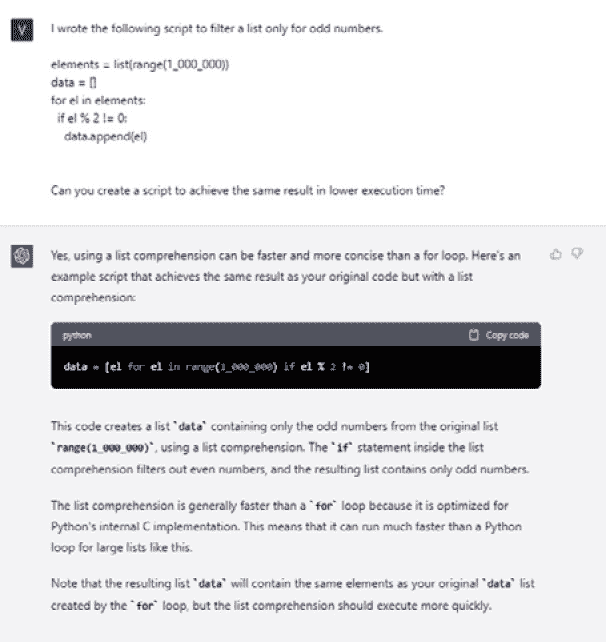 V
I wrote the following script to filter a list only for odd numbers.
elements = list(range(1_000_000))
data = []
for el in elements:
if el % 2 != 0:
data.append(el)
Can you create a script to achieve the same result in lower execution time?
Yes, using a list comprehension can be faster and more concise than a for loop. Here's an
example script that achieves the same result as your original code but with a list
comprehension:
python
Copy code
data = [el for el in range(1_000_000) if el % 2 != 0]
This code creates a list `data` containing only the odd numbers from the original list
`range(1_000_000)`, using a list comprehension. The `if` statement inside the list
comprehension filters out even numbers, and the resulting list contains only odd numbers.
The list comprehension is generally faster than a `for` loop because it is optimized for
Python's internal C implementation. This means that it can run much faster than a Python
loop for large lists like this.
Note that the resulting list `data` will contain the same elements as your original `data` list
created by the `for` loop, but the list comprehension should execute more quickly.